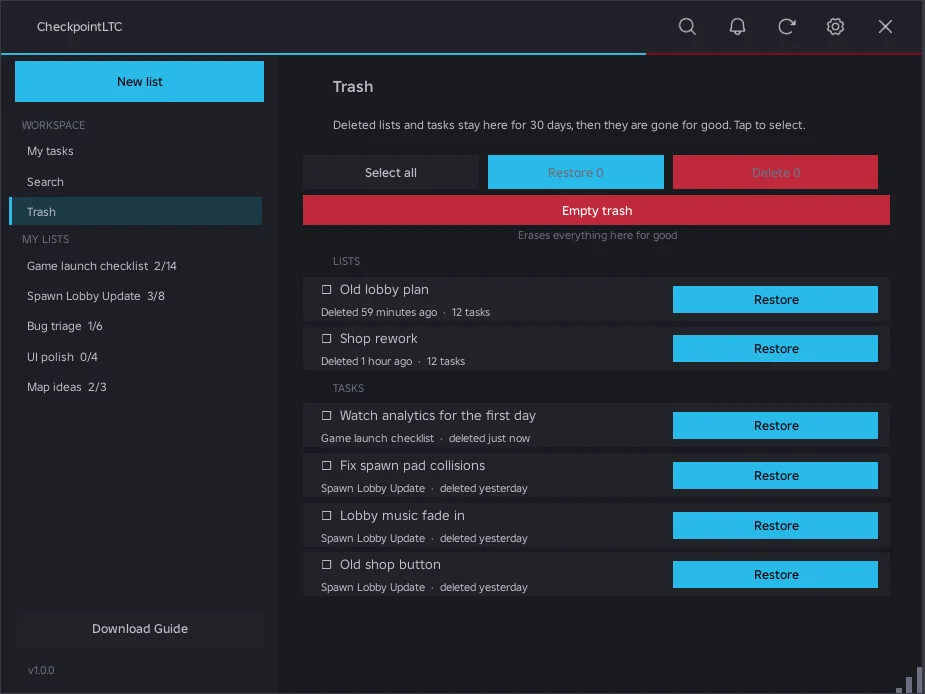 CheckpointLTC
New list
WORKSPACE
My tasks
Search
Trash
MY LISTS
Game launch checklist 2/14
Spawn Lobby Update 3/8
Bug triage 1/6
UI polish 0/4
Map ideas 2/3
Download Guide
v1.0.0
Trash
Deleted lists and tasks stay here for 30 days, then they are gone for good. Tap to select.
Select all
Restore 0
Delete 0
Empty trash
Erases everything here for good
LISTS
Old lobby plan
Deleted 59 minutes ago · 12 tasks
Restore
Shop rework
Deleted 1 hour ago · 12 tasks
Restore
TASKS
Watch analytics for the first day
Game launch checklist · deleted just now
Restore
Fix spawn pad collisions
Spawn Lobby Update · deleted yesterday
Restore
Lobby music fade in
Spawn Lobby Update · deleted yesterday
Restore
Old shop button
Spawn Lobby Update · deleted yesterday
Restore